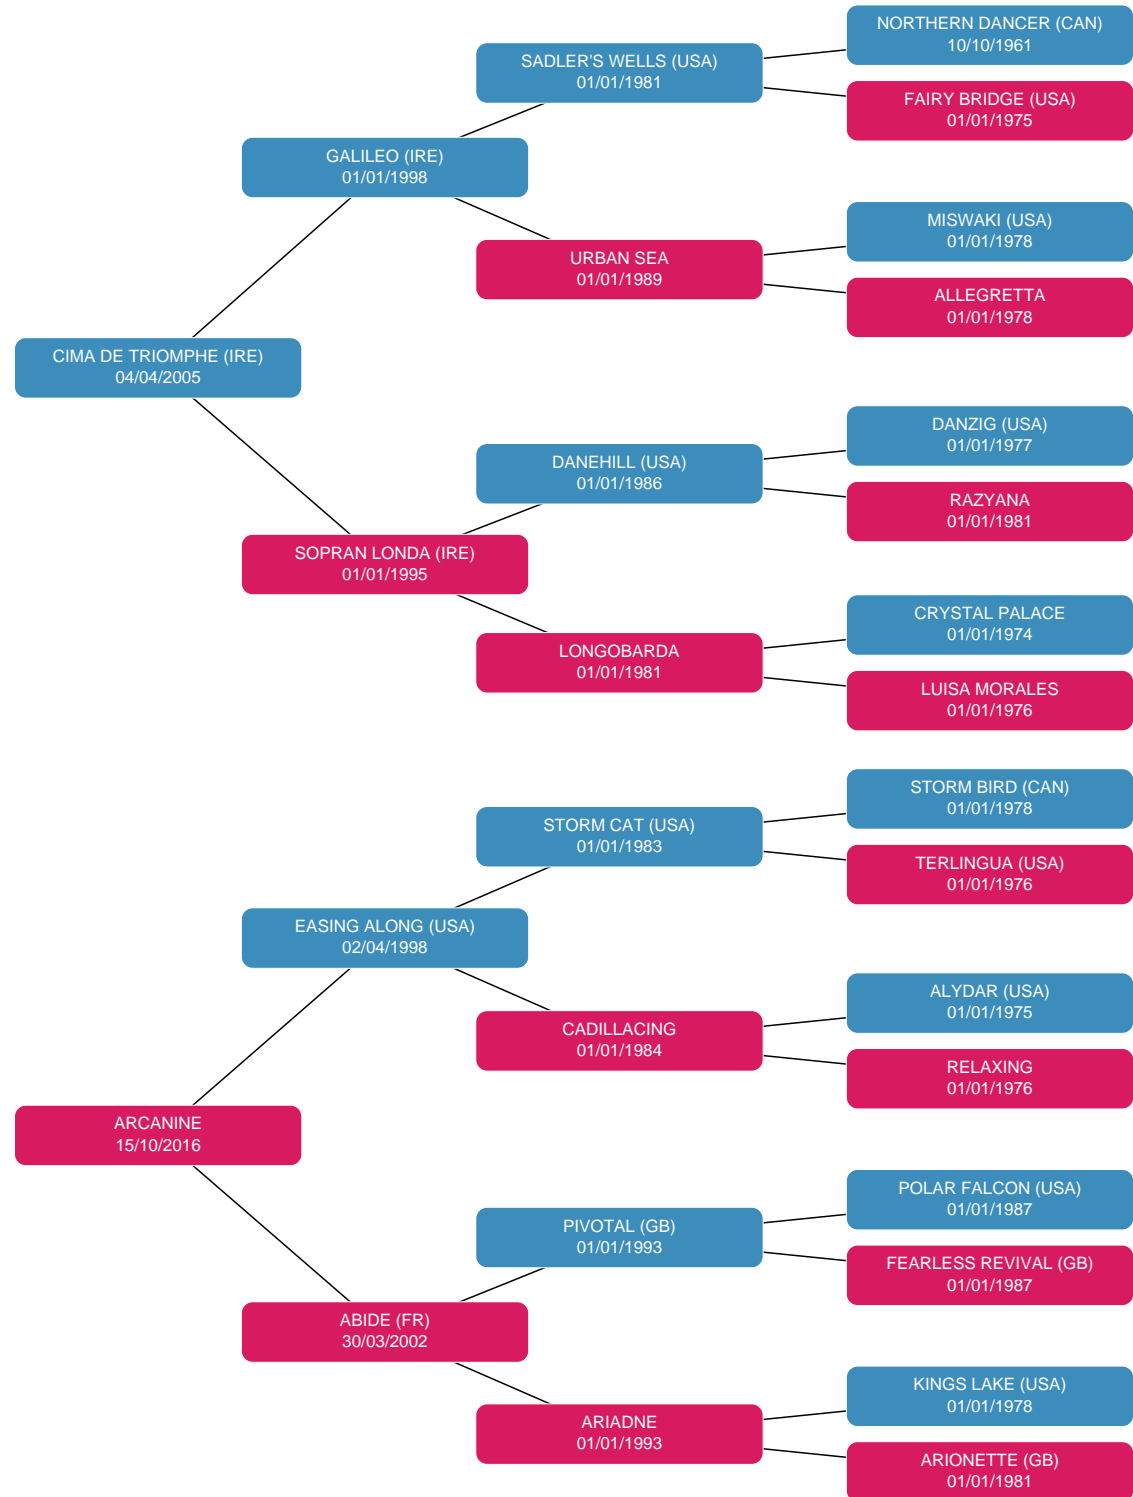 NORTHERN DANCER (CAN)
10/10/1961
SADLER'S WELLS (USA)
01/01/1981
FAIRY BRIDGE (USA)
01/01/1975
GALILEO (IRE)
01/01/1998
MISWAKI (USA)
01/01/1978
URBAN SEA
01/01/1989
ALLEGRETTA
01/01/1978
CIMA DE TRIOMPHE (IRE)
04/04/2005
DANZIG (USA)
01/01/1977
DANEHILL (USA)
01/01/1986
RAZYANA
01/01/1981
SOPRAN LONDA (IRE)
01/01/1995
CRYSTAL PALACE
01/01/1974
LONGOBARDA
01/01/1981
LUISA MORALES
01/01/1976
STORM BIRD (CAN)
01/01/1978
STORM CAT (USA)
01/01/1983
TERLINGUA (USA)
01/01/1976
EASING ALONG (USA)
02/04/1998
ALYDAR (USA)
01/01/1975
CADILLACING
01/01/1984
RELAXING
01/01/1976
ARCANINE
15/10/2016
POLAR FALCON (USA)
01/01/1987
PIVOTAL (GB)
01/01/1993
FEARLESS REVIVAL (GB)
01/01/1987
ABIDE (FR)
30/03/2002
KINGS LAKE (USA)
01/01/1978
ARIADNE
01/01/1993
ARIONETTE (GB)
01/01/1981